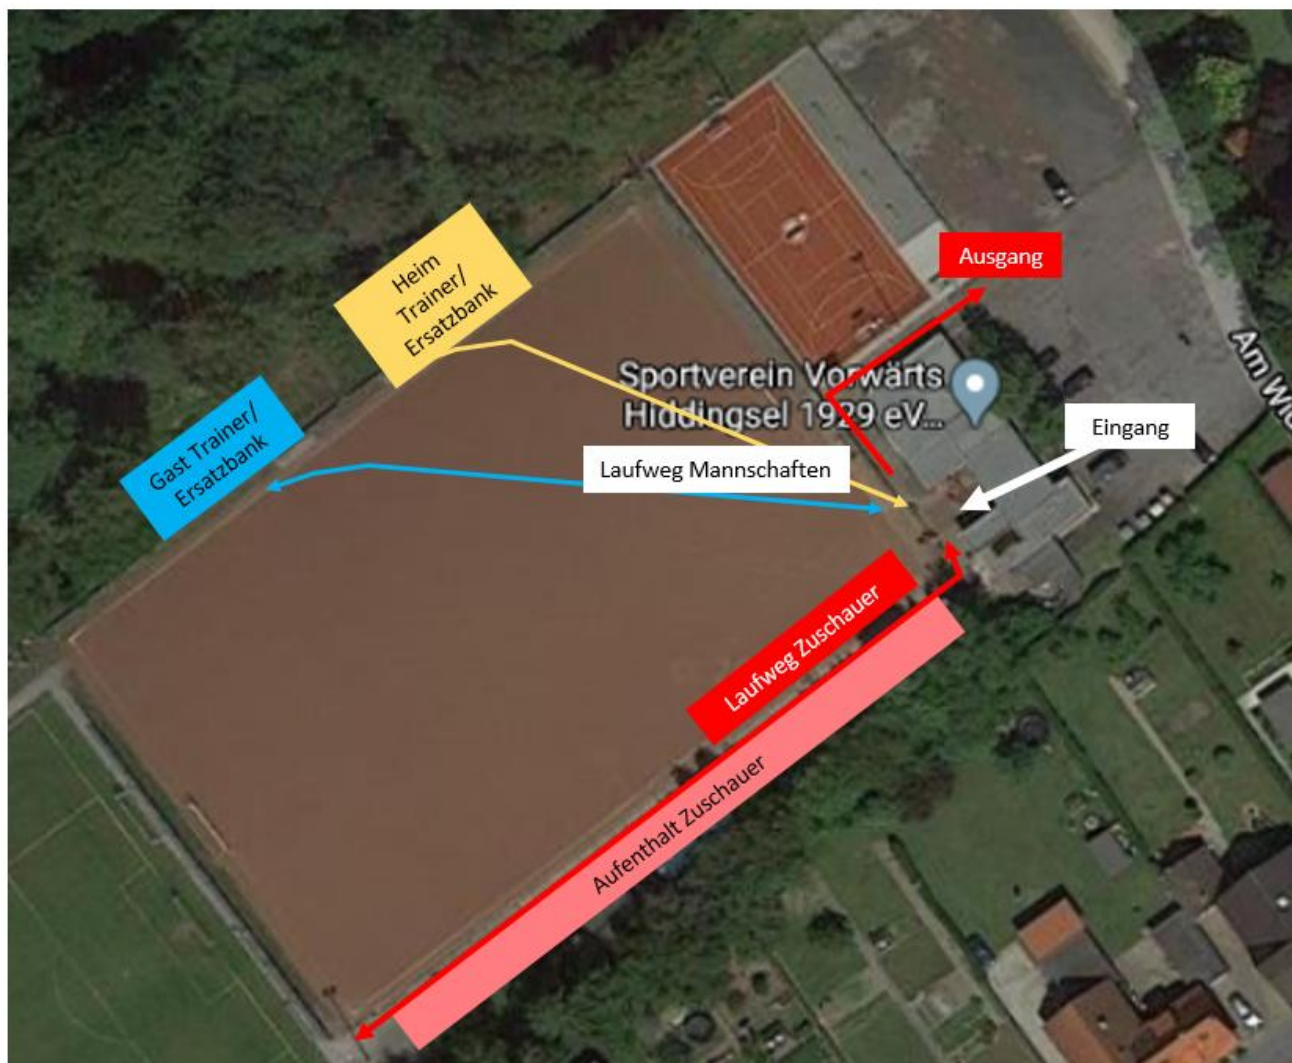 Heim
Trainer/
Ersatzbank
Ausgang
Gast Trainer/
Ersatzbank
Sportverein Vorwärts
Hiddingsel 1929 eV...
Eingang
Laufweg Mannschaften
Am
Laufweg Zuschauer
Aufenthalt Zuschauer